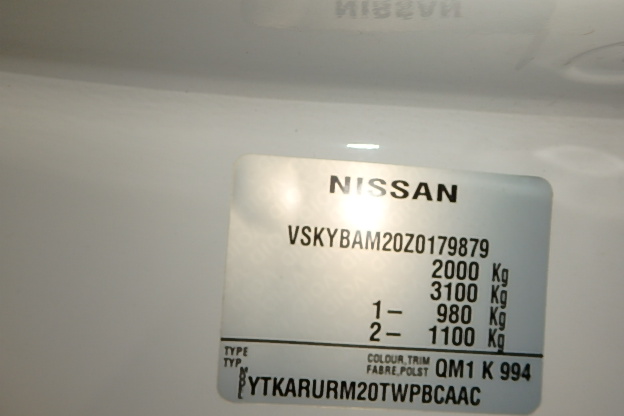 NISSAN
VSKYBAM20Z0179879
2000 Kg
3100 Kg
1- 980 Kg
2- 1100 Kg
TYPE
TYP.
COLOUR,TRIM
FABRE,POLST QM1 K 994
YTKARURM20TWPBCAAC